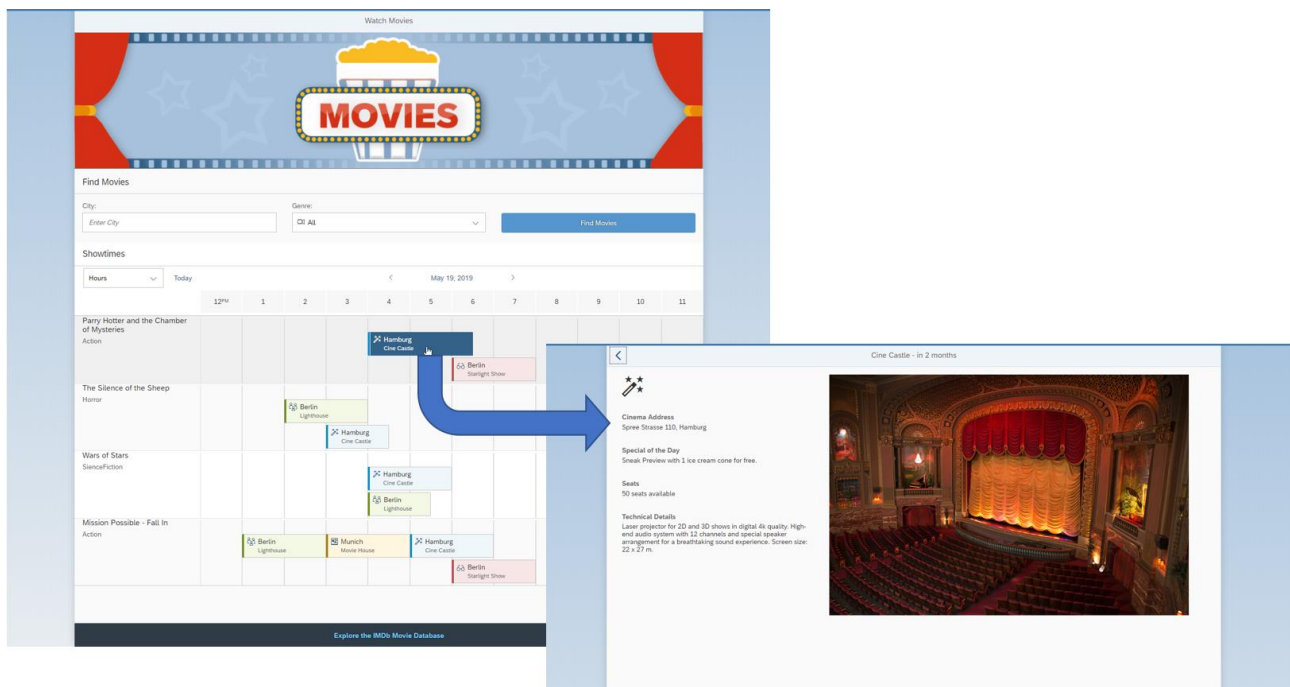 Watch Movies
MOVIES
Find Movies
City:
Genre:
Enter City
All
Find Movies
Showtimes
Hours
Today
May 19, 2019
12PM 1 2 3 4 5 6 7 8 9 10 11
Parry Hotter and the Chamber
of Mysteries
Action
Hamburg
Cine Castle
Berlin
Starlight Show
The Silence of the Sheep
Horror
Berlin
Lighthouse
Hamburg
Cine Castle
Wars of Stars
SienceFiction
Hamburg
Cine Castle
Berlin
Lighthouse
Mission Possible - Fall In
Action
Berlin
Lighthouse
Munich
Movie House
Hamburg
Cine Castle
Berlin
Starlight Show
Explore the IMDb Movie Database
Cine Castle - in 2 months
Cinema Address
Spree Strasse 110, Hamburg
Special of the Day
Sneak Preview with 1 ice cream cone for free.
Seats
50 seats available
Technical Details
Laser projector for 2D and 3D shows in digital 4k quality. High-
end audio system with 12 channels and special speaker
arrangement for a breathtaking sound experience. Screen size:
22 x 27 m.